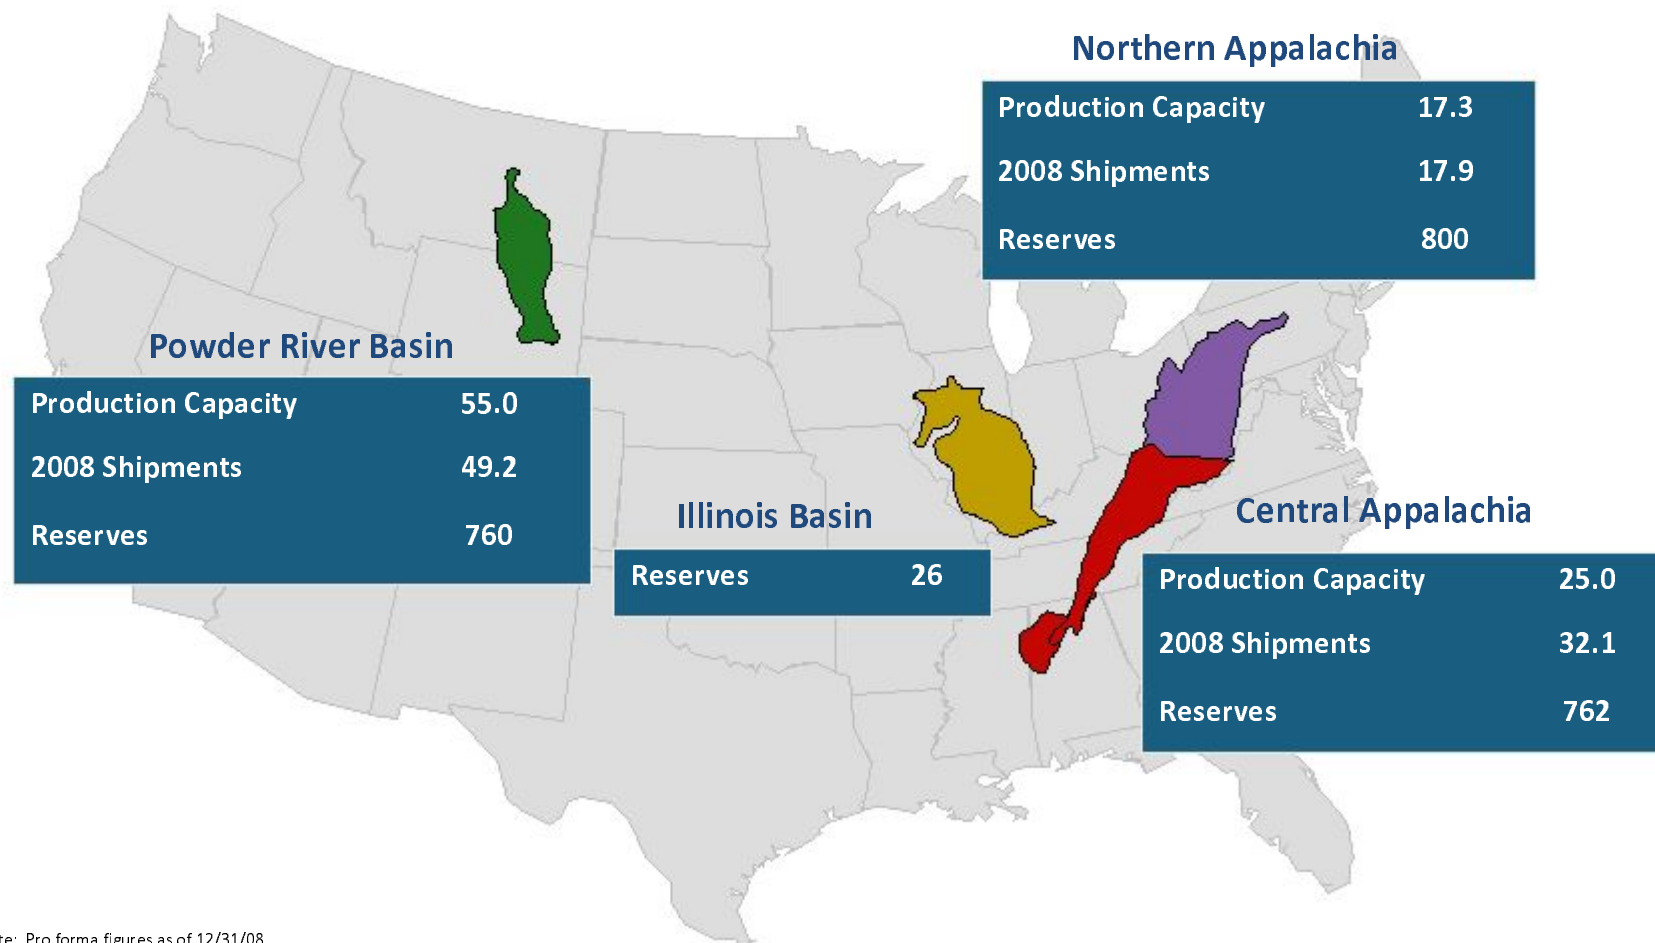 Northern Appalachia
Production Capacity 17.3
2008 Shipments 17.9
Reserves 800
Powder River Basin
Production Capacity 55.0
2008 Shipments 49.2
Reserves 760
Illinois Basin
Reserves 26
Central Appalachia
Production Capacity 25.0
2008 Shipments 32.1
Reserves 762
te: Pro forma figures as of 12/31/08